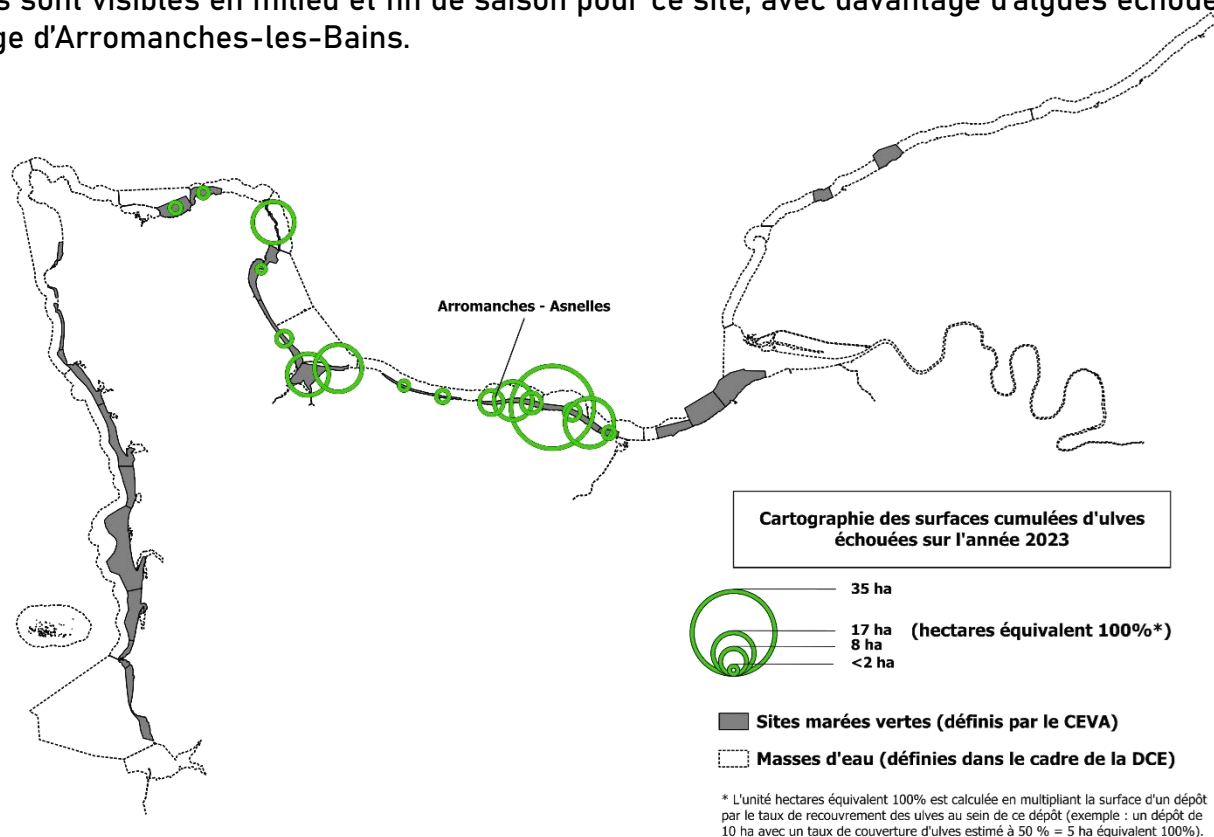 s sont visibles en milieu et fin de saison pour ce site, avec davantage d'algues échoué
ge d'Arromanches-les-Bains.
Arromanches - Asnelles
Cartographie des surfaces cumulées d'ulves
échouées sur l'année 2023
35 ha
17 ha (hectares équivalent 100%*)
8 ha
<2 ha
Sites marées vertes (définis par le CEVA)
Masses d'eau (définies dans le cadre de la DCE)
* L'unité hectares équivalent 100% est calculée en multipliant la surface d'un dépôt
par le taux de recouvrement des ulves au sein de ce dépôt (exemple : un dépôt de
10 ha avec un taux de couverture d'ulves estimé à 50 % = 5 ha équivalent 100%).